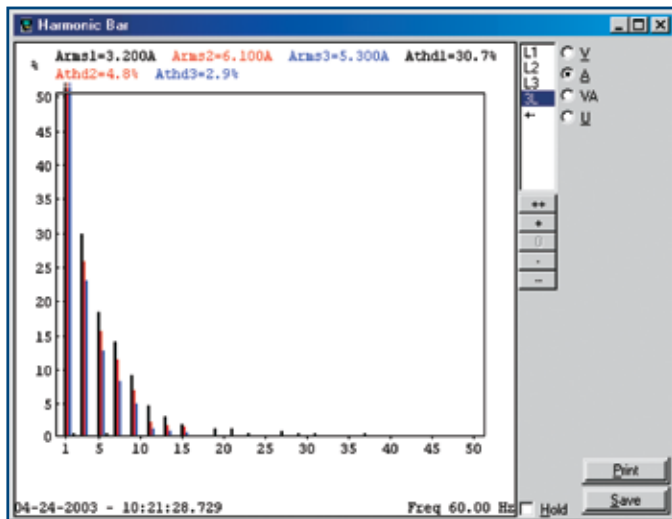 Harmonic Bar
% Arms1=3.200A Arms2=6.100A Arms3=5.300A Athd1=30.7%
Athd2=4.8% Athd3=2.9%
50
45
40
35
30
25
20
15
10
5
0
1 5 10 15 20 25 30 35 40 45 50
04-24-2003 - 10:21:28.729 Freq 60.00 Hz
L1
L2
L3
3L
V
A
VA
U
++
+
0
-
--
Hold
Print
Save